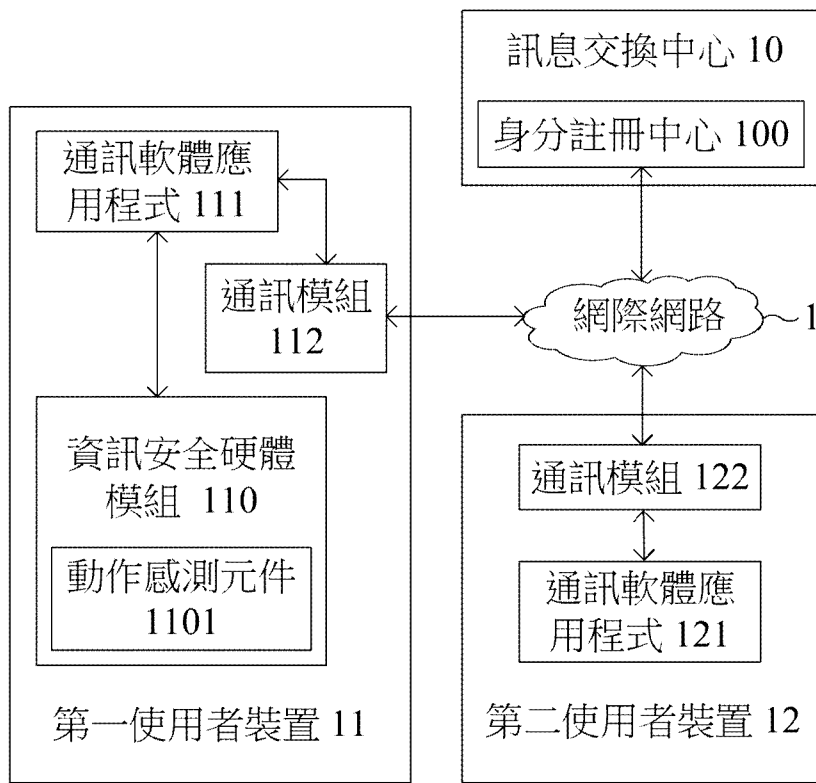 訊息交換中心 10
身分註冊中心 100
通訊軟體應
用程式 111
通訊模組
112
網際網路
1
資訊安全硬體
模組 110
動作感測元件
1101
第一使用者裝置 11
通訊模組 122
通訊軟體應
用程式 121
第二使用者裝置 12